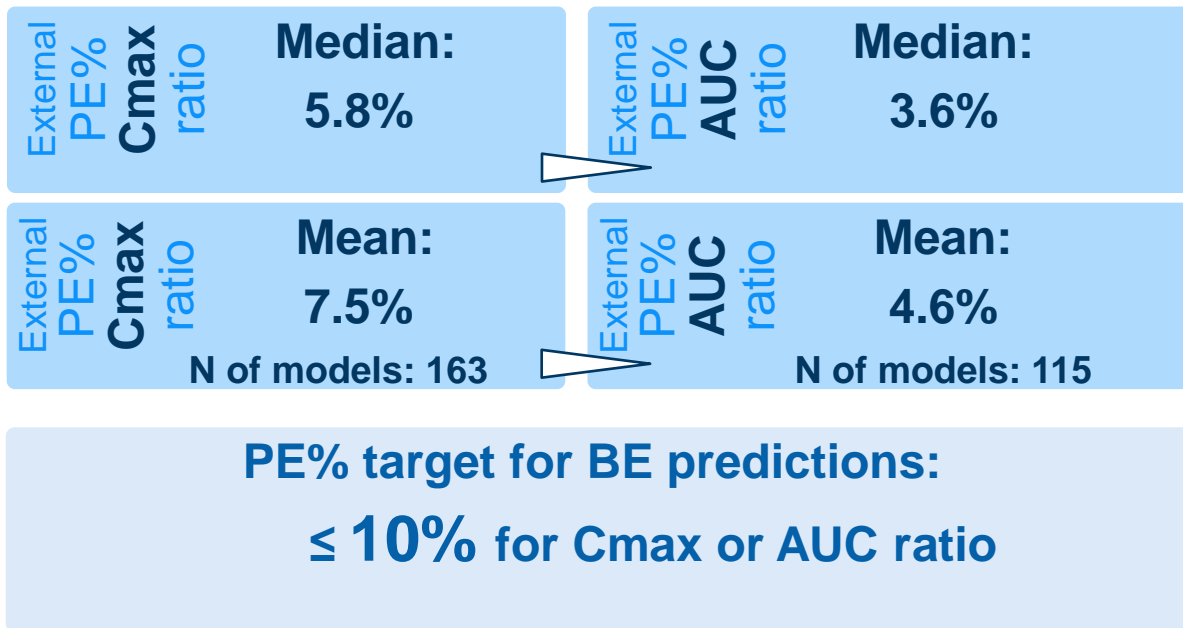 External
PE%
Cmax
ratio
Median:
5.8%
External
PE%
AUC
ratio
Median:
3.6%
External
PE%
Cmax
ratio
Mean:
7.5%
N of models: 163
External
PE%
AUC
ratio
Mean:
4.6%
N of models: 115
PE% target for BE predictions:
≤ 10% for Cmax or AUC ratio